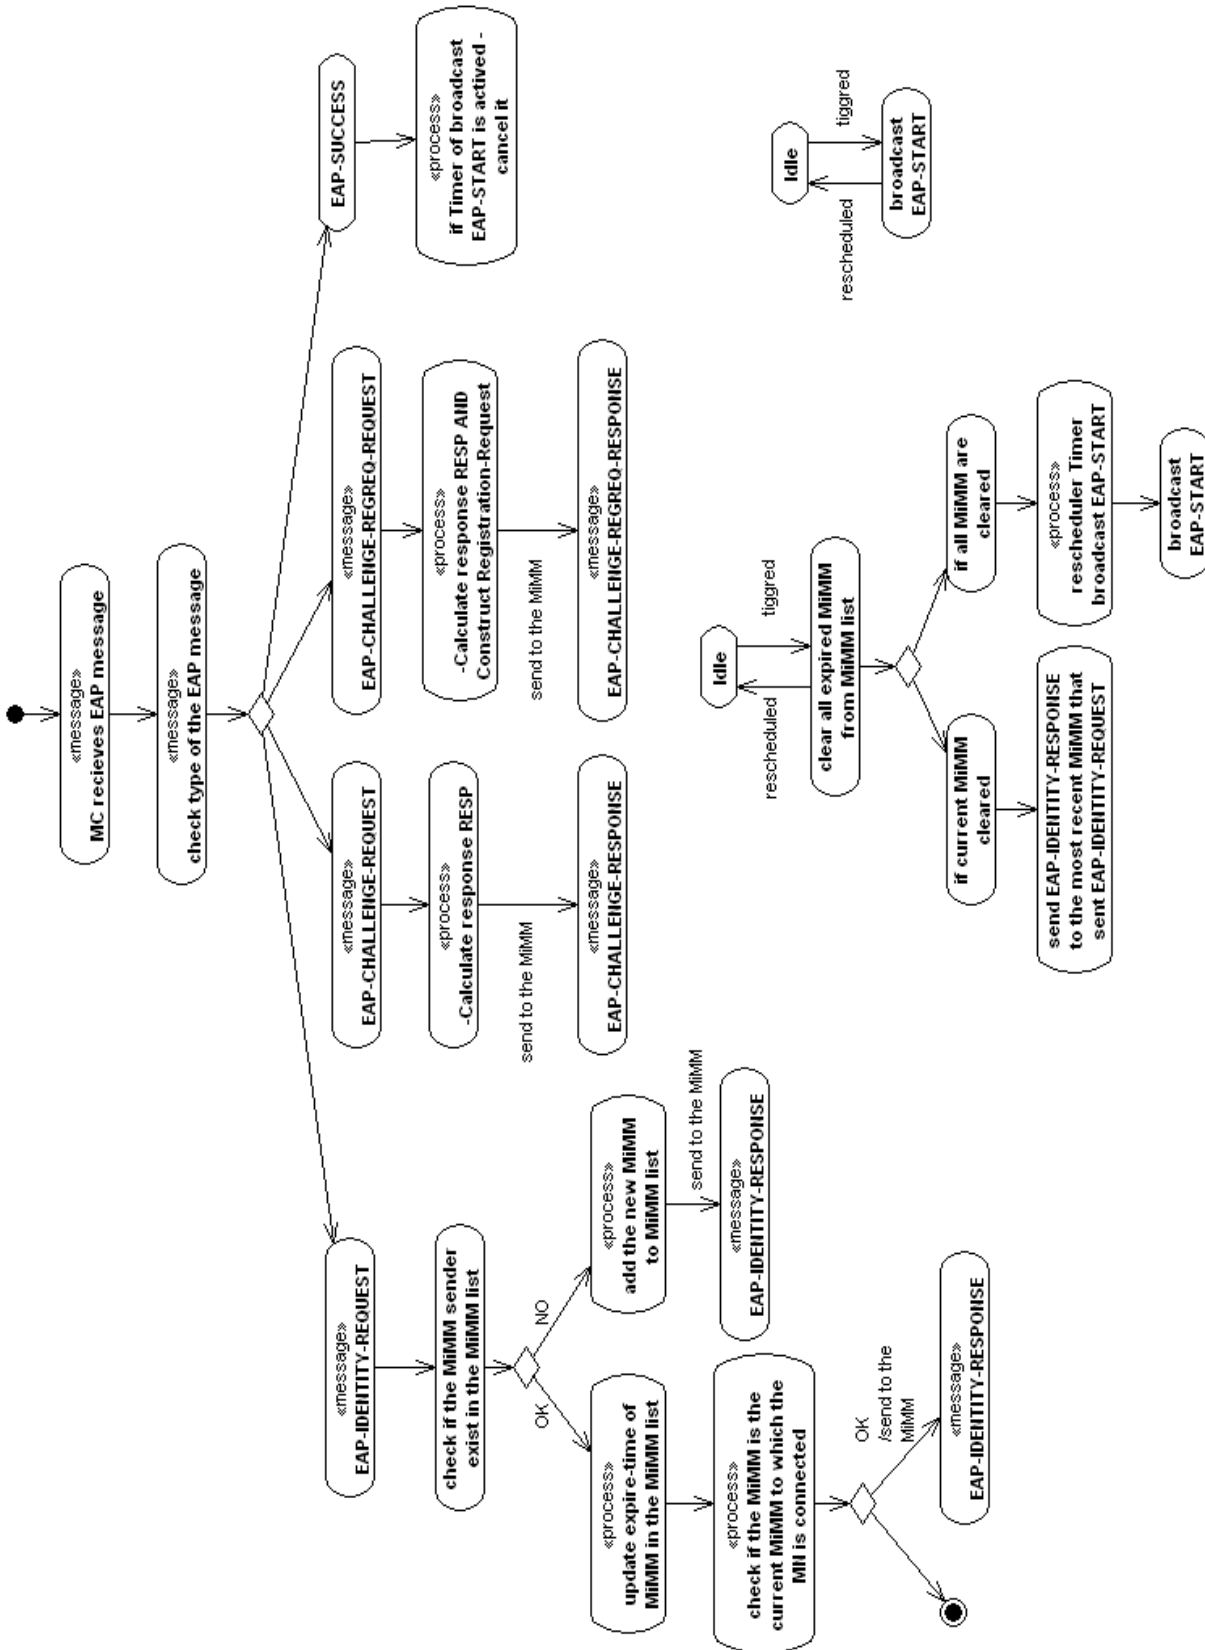 «message»
MC recieves EAP message
«message»
check type of the EAP message
«message»
EAP-IDENTITY-REQUEST
check if the MiMM sender
exist in the MiMM list
OK
NO
«process»
update expire-time of
MiMM in the MiMM list
«process»
check if the MiMM is the
current MiMM to which the
MN is connected
OK
/send to the
MiMM
«message»
EAP-IDENTITY-RESPONSE
«process»
add the new MiMM
to MiMM list
send to the MiMM
«message»
EAP-IDENTITY-RESPONSE
«message»
EAP-CHALLENGE-REQUEST
«process»
-Calculate response RESP
send to the MiMM
«message»
EAP-CHALLENGE-RESPONSE
«message»
EAP-CHALLENGE-REGREQ-REQUEST
«process»
-Calculate response RESP AND
Construct Registration-Request
send to the MiMM
«message»
EAP-CHALLENGE-REGREQ-RESPONSE
EAP-SUCCESS
«process»
if Timer of broadcast
EAP-START is actived -
cancel it
Idle
rescheduled
tiggred
clear all expired MiMM
from MiMM list
if current MiMM
cleared
send EAP-IDENTITY-RESPONSE
to the most recent MiMM that
sent EAP-IDENTITY-REQUEST
if all MiMM are
cleared
«process»
rescheduler Timer
broadcast EAP-START
broadcast
EAP-START
Idle
rescheduled
tiggred
broadcast
EAP-START